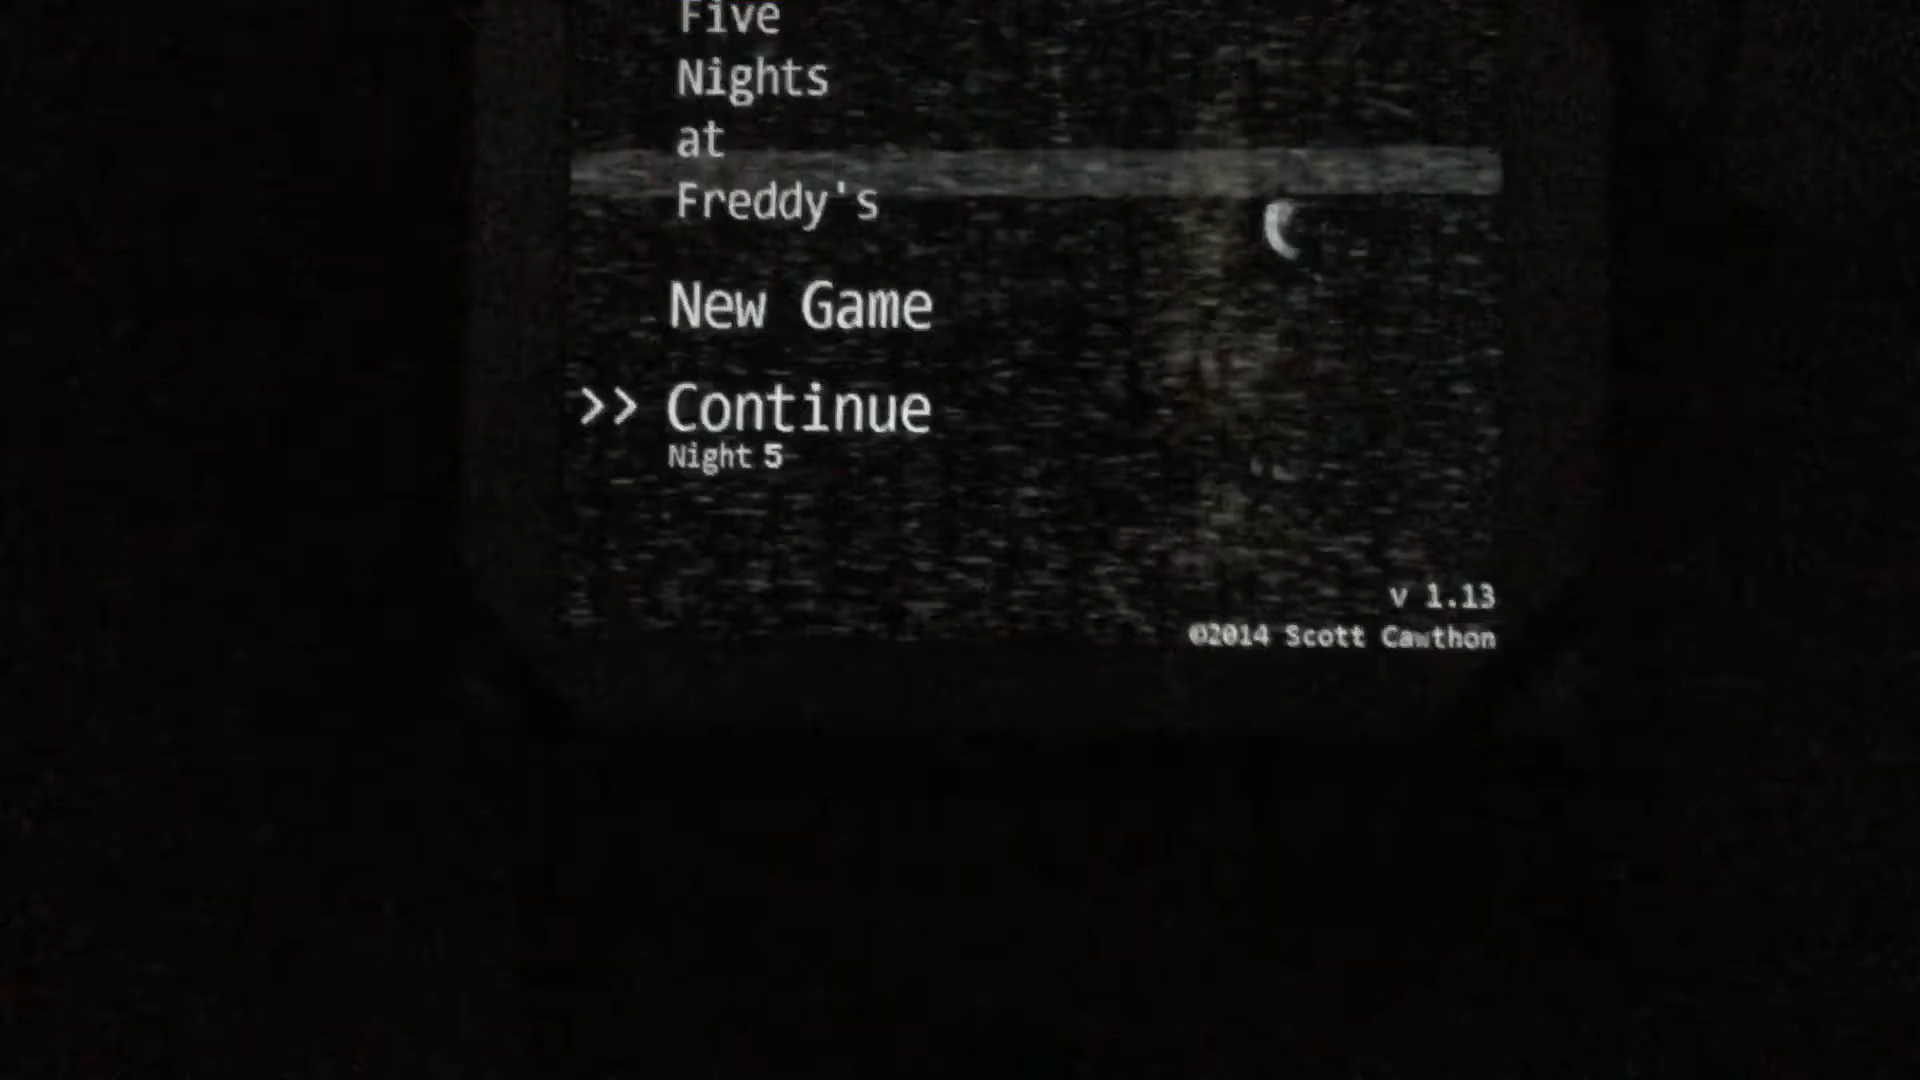 Five
Nights
at
Freddy's
New Game
>> Continue
Night 5
v 1.13
©2014 Scott Cawthon